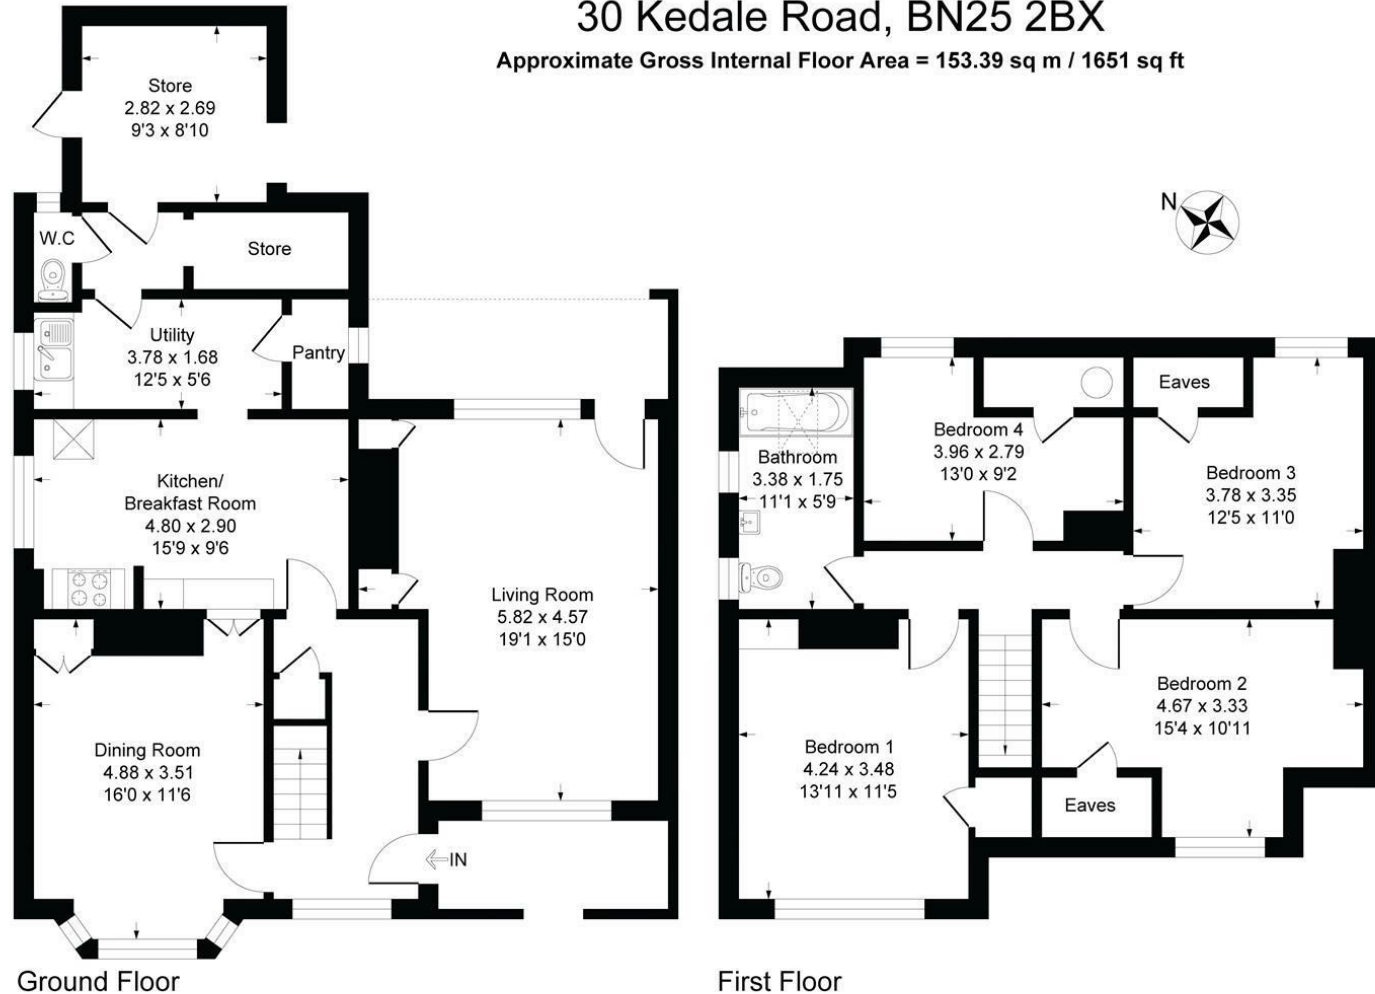 30 Kedale Road, BN25 2BX
Approximate Gross Internal Floor Area = 153.39 sq m / 1651 sq ft
Store
2.82 x 2.69
9'3 x 8'10
N
W.C
Store
Utility
3.78 x 1.68
12'5 x 5'6
Pantry
Kitchen/
Breakfast Room
4.80 x 2.90
15'9 x 9'6
Living Room
5.82 x 4.57
19'1 x 15'0
Dining Room
4.88 x 3.51
16'0 x 11'6
IN
Ground Floor
Bathroom
3.38 x 1.75
11'1 x 5'9
Bedroom 4
3.96 x 2.79
13'0 x 9'2
Eaves
Bedroom 3
3.78 x 3.35
12'5 x 11'0
Bedroom 2
4.67 x 3.33
15'4 x 10'11
Bedroom 1
4.24 x 3.48
13'11 x 11'5
Eaves
First Floor